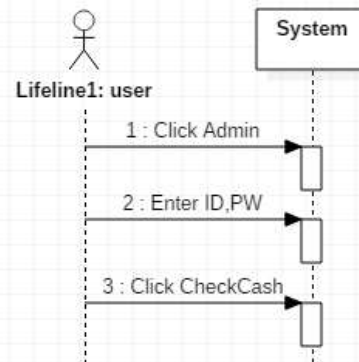 System
Lifeline1: user
1 : Click Admin
2 : Enter ID,PW
3 : Click CheckCash